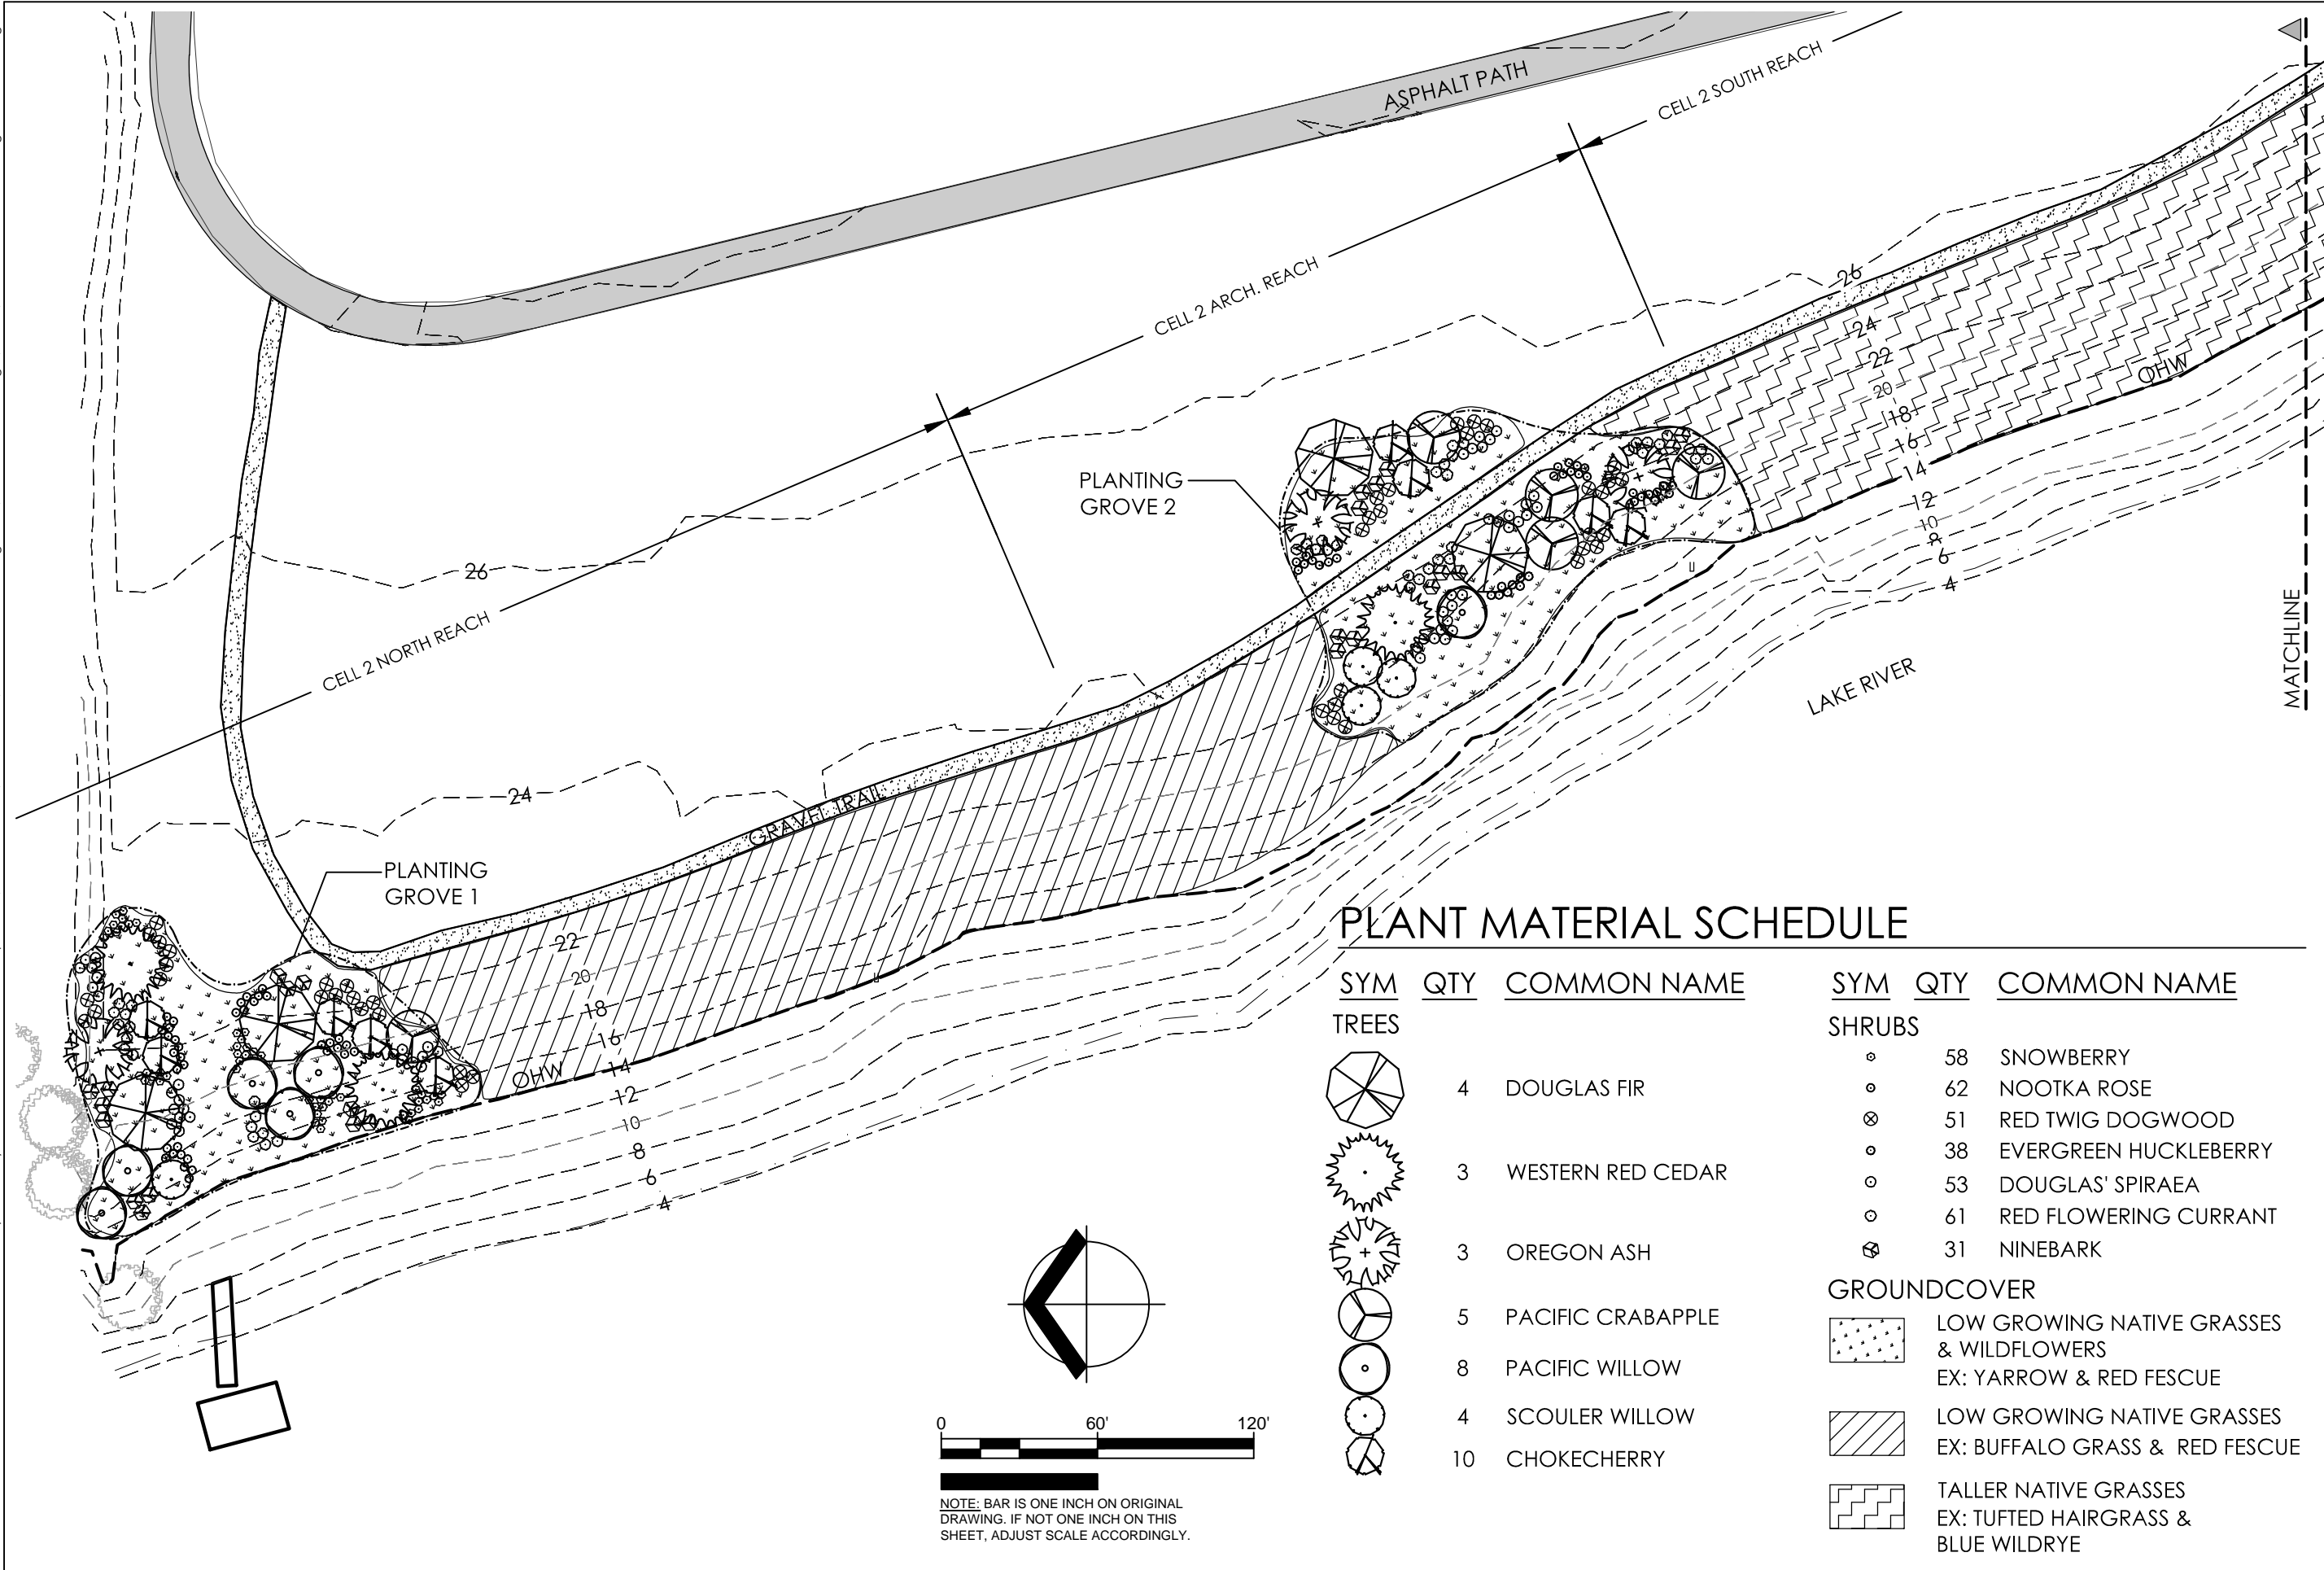 ASPHALT PATH
CELL 2 SOUTH REACH
CELL 2 ARCH. REACH
CELL 2 NORTH REACH
PLANTING
GROVE 2
26
24
22
20
18
16
14
12
10
8
6
4
OHW
MATCHLINE
LAKE RIVER
26
24
GRAVEL TRAIL
PLANTING
GROVE 1
22
20
18
16
14
12
10
8
6
4
OHW
PLANT MATERIAL SCHEDULE
SYM QTY COMMON NAME
TREES
4 DOUGLAS FIR
3 WESTERN RED CEDAR
3 OREGON ASH
5 PACIFIC CRABAPPLE
8 PACIFIC WILLOW
4 SCOULER WILLOW
10 CHOKECHERRY
SYM QTY COMMON NAME
SHRUBS
58 SNOWBERRY
62 NOOTKA ROSE
51 RED TWIG DOGWOOD
38 EVERGREEN HUCKLEBERRY
53 DOUGLAS' SPIRAEA
61 RED FLOWERING CURRANT
31 NINEBARK
GROUNDCOVER
LOW GROWING NATIVE GRASSES
& WILDFLOWERS
EX: YARROW & RED FESCUE
LOW GROWING NATIVE GRASSES
EX: BUFFALO GRASS & RED FESCUE
TALLER NATIVE GRASSES
EX: TUFTED HAIRGRASS &
BLUE WILDRYE
0 60' 120'
NOTE: BAR IS ONE INCH ON ORIGINAL
DRAWING. IF NOT ONE INCH ON THIS
SHEET, ADJUST SCALE ACCORDINGLY.